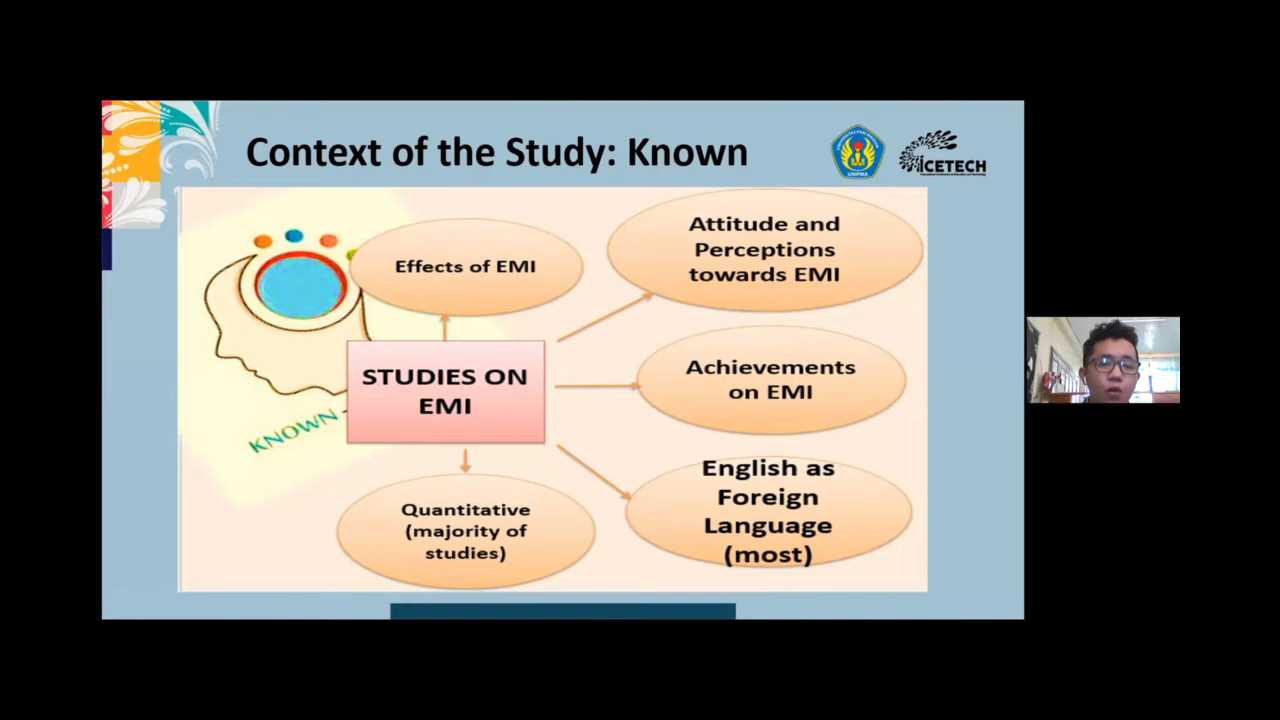 Context of the Study: Known
UNIPMA
ICETECH
Effects of EMI
Attitude and
Perceptions
towards EMI
STUDIES ON
EMI
Achievements
on EMI
KNOWN
Quantitative
(majority of
studies)
English as
Foreign
Language
(most)